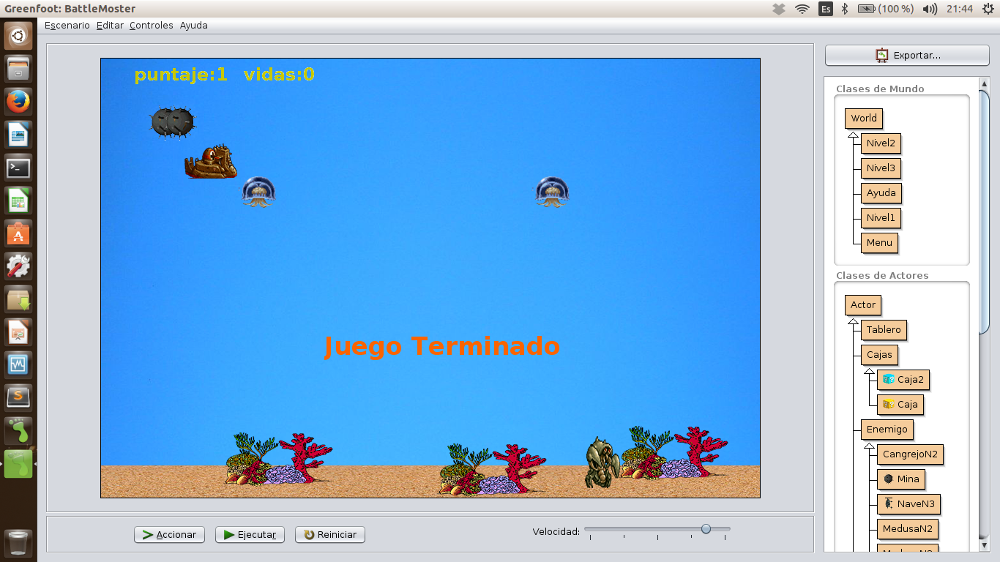 Greenfoot: BattleMoster
Es
(100 %)
21:44
Escenario Editar Controles Ayuda
puntaje:1 vidas:0
Juego Terminado
Accionar
Ejecutar
Reiniciar
Velocidad:
Exportar...
Clases de Mundo
World
Nivel2
Nivel3
Ayuda
Nivel1
Menu
Clases de Actores
Actor
Tablero
Cajas
Caja2
Caja
Enemigo
CangrejoN2
Mina
NaveN3
MedusaN2